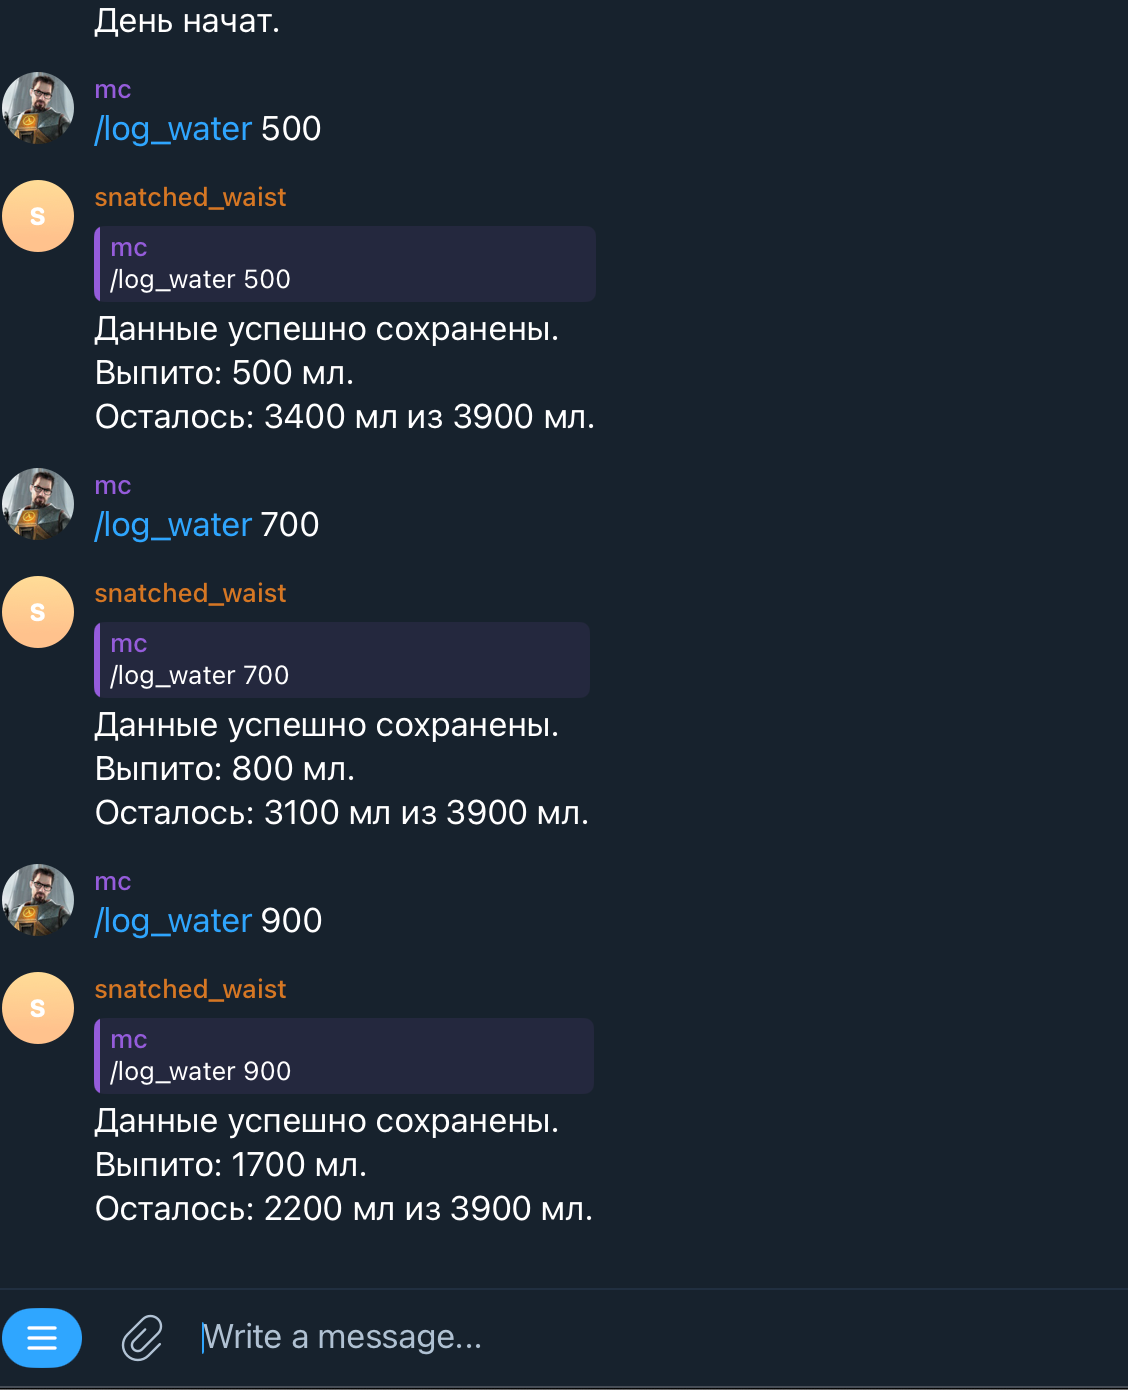 День начат.
mc
/log_water 500
S
snatched_waist
mc
/log_water 500
Данные успешно сохранены.
Выпито: 500 мл.
Осталось: 3400 мл из 3900 мл.
mc
/log_water 700
S
snatched_waist
mc
/log_water 700
Данные успешно сохранены.
Выпито: 800 мл.
Осталось: 3100 мл из 3900 мл.
mc
/log_water 900
S
snatched_waist
mc
/log_water 900
Данные успешно сохранены.
Выпито: 1700 мл.
Осталось: 2200 мл из 3900 мл.
Write a message...